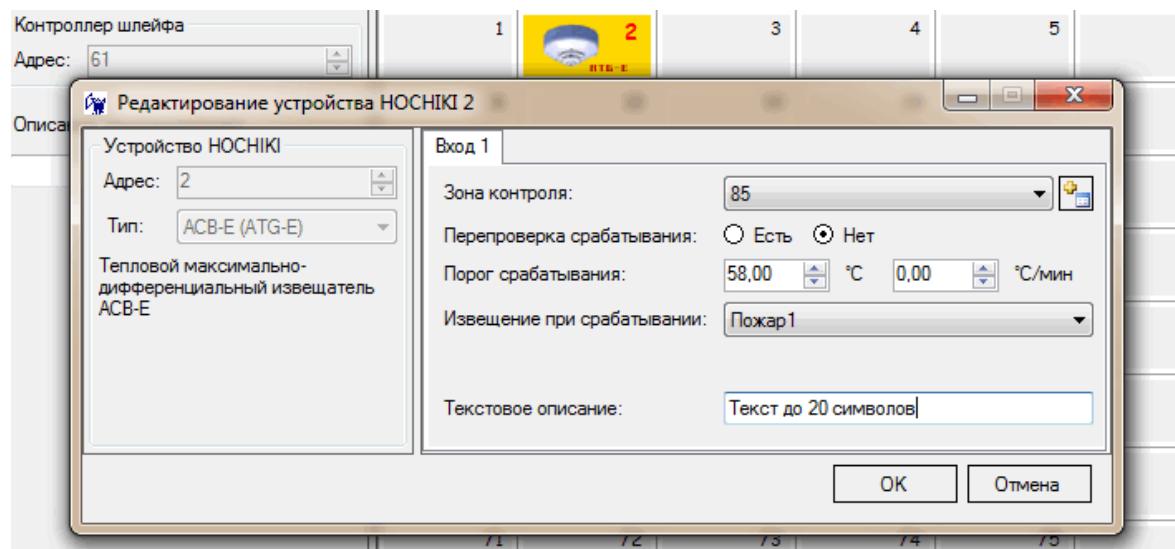 Контроллер шлейфа
Адрес: 61
1 2 3 4 5
ATG-E
Редактирование устройства HOCHIKI 2
Устройство HOCHIKI
Адрес: 2
Тип: ACB-E (ATG-E)
Тепловой максимально-
дифференциальный извещатель
ACB-E
Вход 1
Зона контроля: 85
Перепроверка срабатывания: Есть Нет
Порог срабатывания: 58,00 °C 0,00 °C/мин
Извещение при срабатывании: Пожар1
Текстовое описание: Текст до 20 символов
OK Отмена
71 72 73 74 75